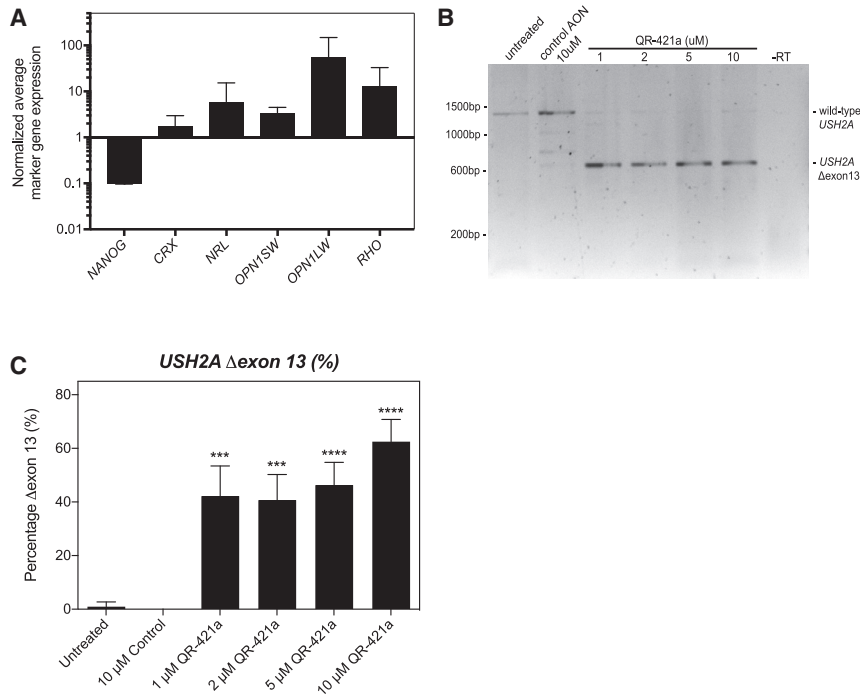 A
Normalized average
marker gene expression
100
10
1
0.1
0.01
NANOG
CRX
NRL
OPN1SW
OPN1LW
RHO
B
untreated
control AON
10uM
QR-421a (uM)
1 2 5 10
-RT
1500bp
1000bp
600bp
200bp
- wild-type
USH2A
- USH2A
Δexon13
C
USH2A Δexon 13 (%)
Percentage Δexon 13 (%)
80
60
40
20
0
*** *** **** ****
Untreated
10 µM Control
1 µM QR-421a
2 µM QR-421a
5 µM QR-421a
10 µM QR-421a